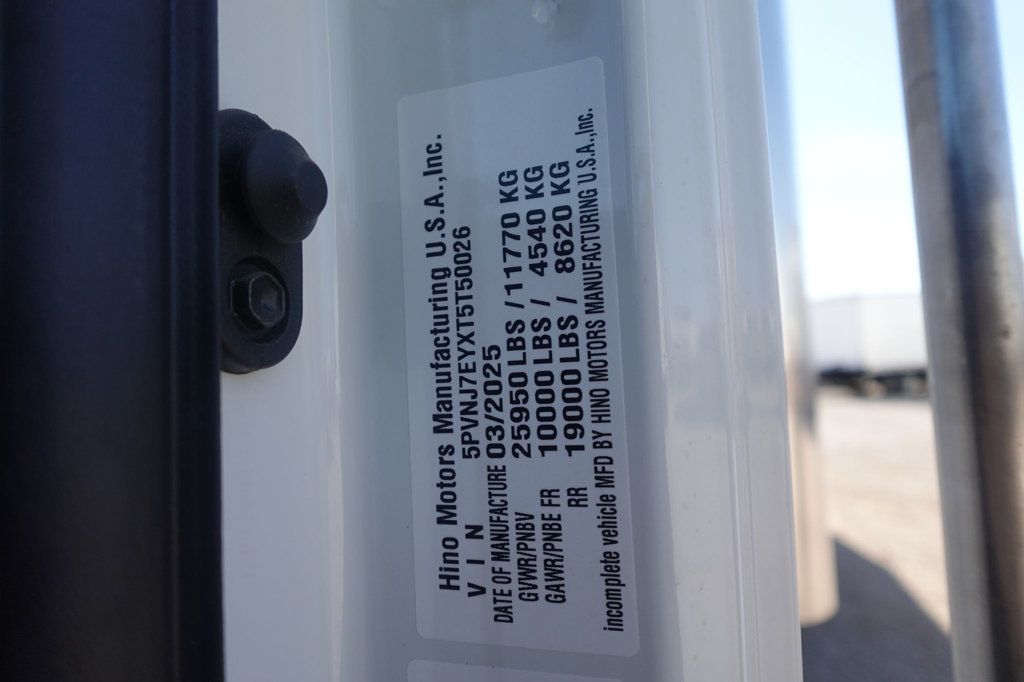 Hino Motors Manufacturing U.S.A.,Inc.
VIN 5PVNJ7EYXT5T50026
DATE OF MANUFACTURE 03/2025
GVWR/PNBV 25950 LBS / 11770 KG
GAWR/PNBE FR 10000 LBS / 4540 KG
RR 19000 LBS / 8620 KG
incomplete vehicle MFD BY HINO MOTORS MANUFACTURING U.S.A.,Inc.